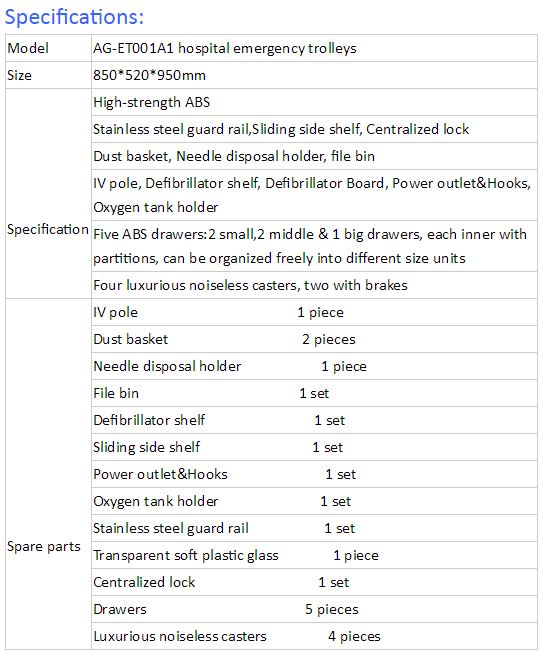 Specifications:
Model AG-ET001A1 hospital emergency trolleys
Size 850*520*950mm
High-strength ABS
Stainless steel guard rail,Sliding side shelf, Centralized lock
Dust basket, Needle disposal holder, file bin
IV pole, Defibrillator shelf, Defibrillator Board, Power outlet&Hooks,
Oxygen tank holder
Specification Five ABS drawers:2 small,2 middle & 1 big drawers, each inner with
partitions, can be organized freely into different size units
Four luxurious noiseless casters, two with brakes
IV pole 1 piece
Dust basket 2 pieces
Needle disposal holder 1 piece
File bin 1 set
Defibrillator shelf 1 set
Sliding side shelf 1 set
Power outlet&Hooks 1 set
Oxygen tank holder 1 set
Stainless steel guard rail 1 set
Spare parts
Transparent soft plastic glass 1 piece
Centralized lock 1 set
Drawers 5 pieces
Luxurious noiseless casters 4 pieces